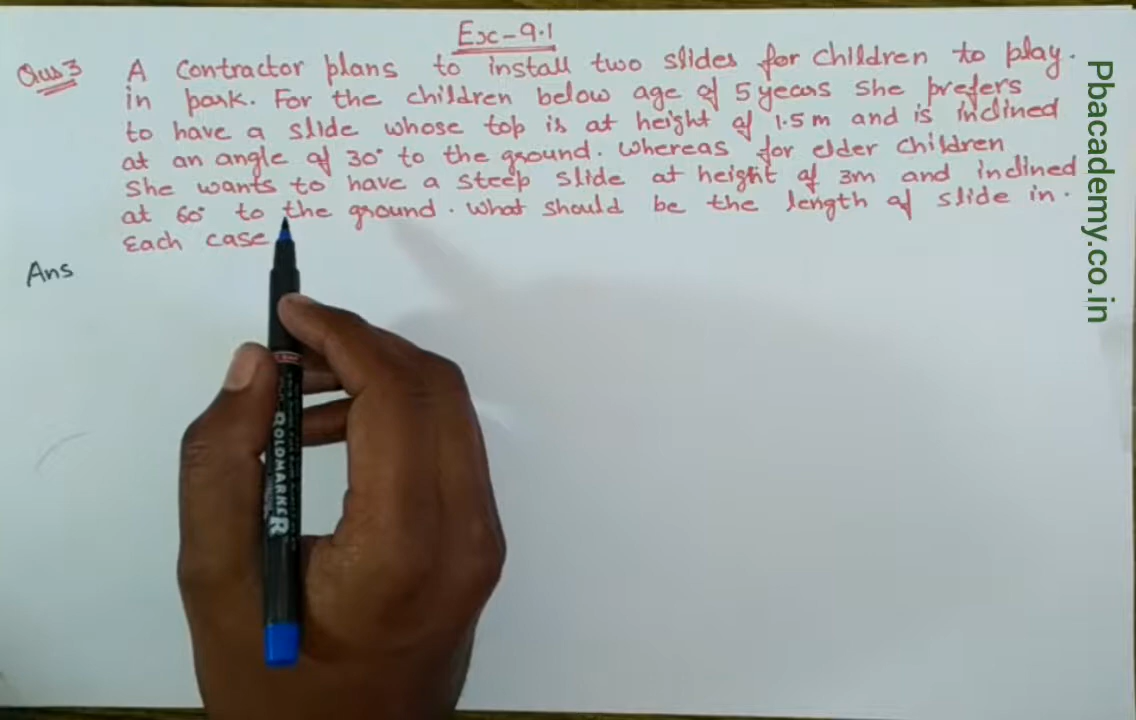 Ex-9.1
Ques 3 A contractor plans to install two slides for children to play.
in park. For the children below age of 5 years she prefers
to have a slide whose top is at height of 1.5 m and is inclined
at an angle of 30° to the ground. Whereas for elder children
She wants to have a steep slide at height of 3m and inclined
at 60° to the ground. What should be the length of slide in.
Each case
Ans
Pbacademy.co.in
GOLDMARKER